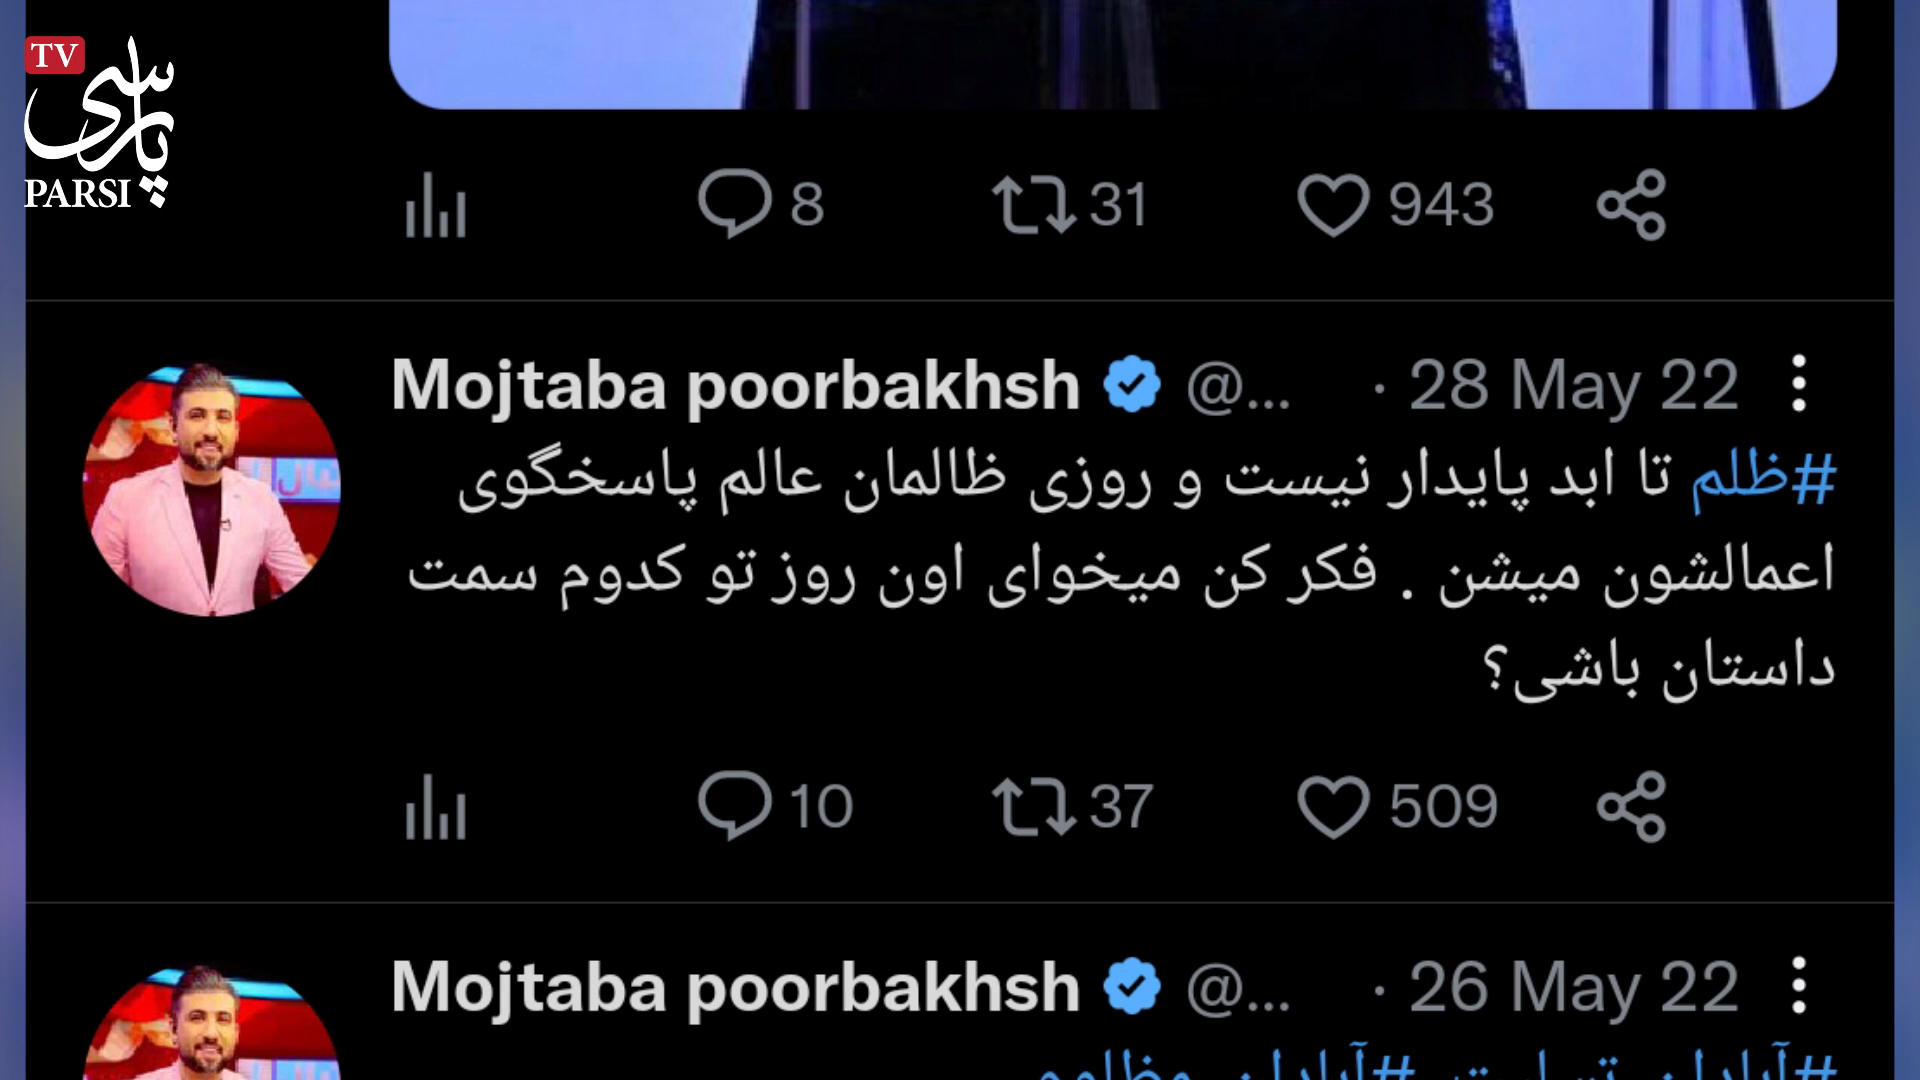 TV
پارسی
PARSI
8 31 943
Mojtaba poorbakhsh @... · 28 May 22
#ظلم تا ابد پایدار نیست و روزی ظالمان عالم پاسخگوی
اعمالشون میشن . فکر کن میخوای اون روز تو کدوم سمت
داستان باشی؟
10 37 509
Mojtaba poorbakhsh @... · 26 May 22